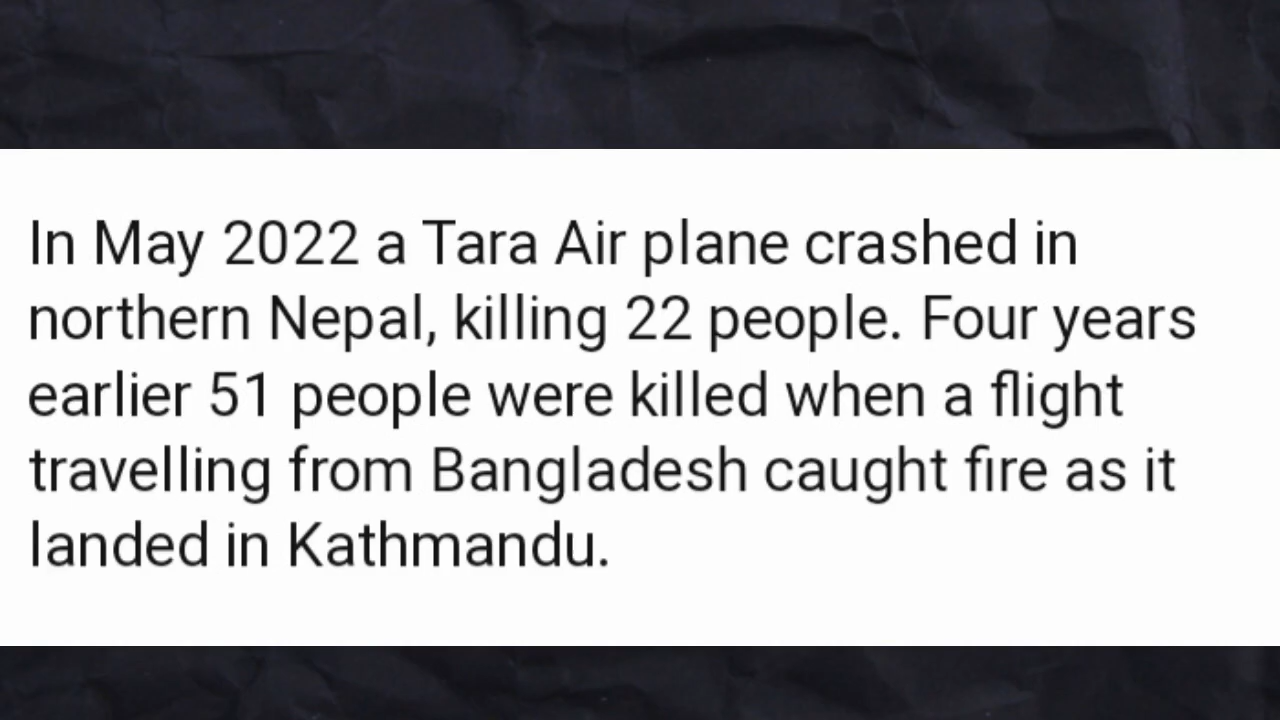 In May 2022 a Tara Air plane crashed in
northern Nepal, killing 22 people. Four years
earlier 51 people were killed when a flight
travelling from Bangladesh caught fire as it
landed in Kathmandu.